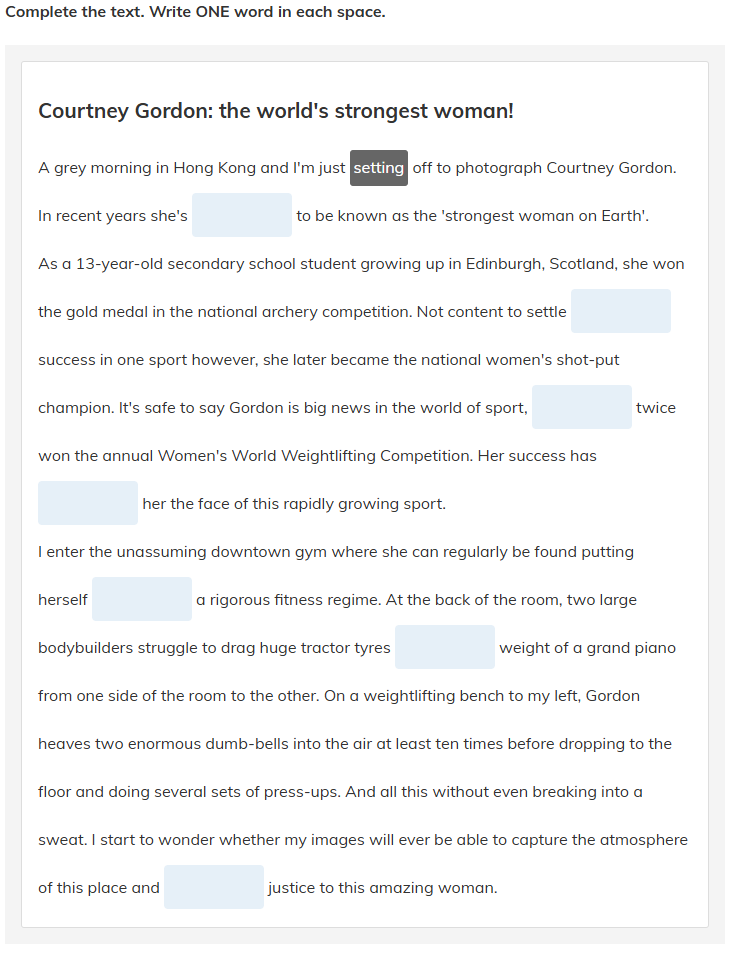 Complete the text. Write ONE word in each space.
Courtney Gordon: the world's strongest woman!
A grey morning in Hong Kong and I'm just setting off to photograph Courtney Gordon.
In recent years she's to be known as the 'strongest woman on Earth'.
As a 13-year-old secondary school student growing up in Edinburgh, Scotland, she won
the gold medal in the national archery competition. Not content to settle
success in one sport however, she later became the national women's shot-put
champion. It's safe to say Gordon is big news in the world of sport, twice
won the annual Women's World Weightlifting Competition. Her success has
her the face of this rapidly growing sport.
I enter the unassuming downtown gym where she can regularly be found putting
herself a rigorous fitness regime. At the back of the room, two large
bodybuilders struggle to drag huge tractor tyres weight of a grand piano
from one side of the room to the other. On a weightlifting bench to my left, Gordon
heaves two enormous dumb-bells into the air at least ten times before dropping to the
floor and doing several sets of press-ups. And all this without even breaking into a
sweat. I start to wonder whether my images will ever be able to capture the atmosphere
of this place and justice to this amazing woman.